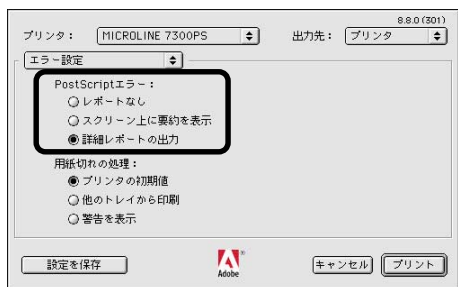 8.8.0 (301)
プリンタ： MICROLINE 7300PS 出力先： プリンタ
エラー設定
PostScriptエラー：
レポートなし
スクリーン上に要約を表示
詳細レポートの出力
用紙切れの処理：
プリンタの初期値
他のトレイから印刷
警告を表示
設定を保存 Adobe キャンセル プリント